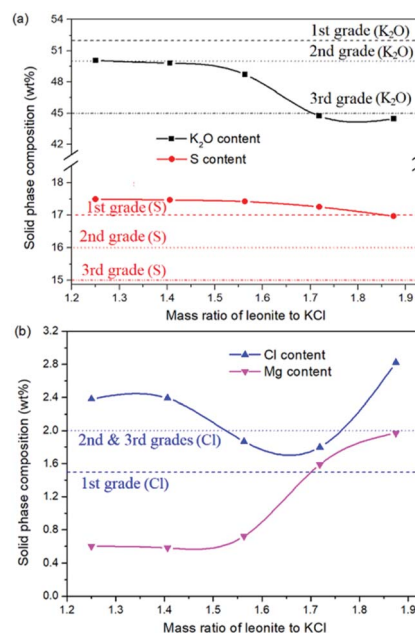 (a)
54
51
48
45
42
18
17
16
15
1st grade (K₂O)
2nd grade (K₂O)
3rd grade (K₂O)
K₂O content
S content
1st grade (S)
2nd grade (S)
3rd grade (S)
Solid phase composition (wt%)
1.2 1.3 1.4 1.5 1.6 1.7 1.8 1.9
Mass ratio of leonite to KCl
(b)
3.2
2.8
2.4
2.0
1.6
1.2
0.8
0.4
0.0
Cl content
Mg content
2nd & 3rd grades (Cl)
1st grade (Cl)
Solid phase composition (wt%)
1.2 1.3 1.4 1.5 1.6 1.7 1.8 1.9
Mass ratio of leonite to KCl